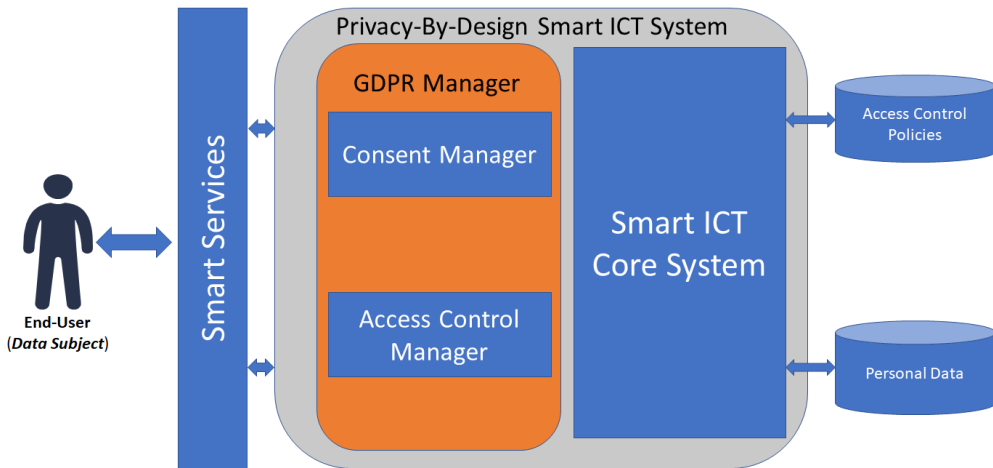 Privacy-By-Design Smart ICT System
GDPR Manager
Consent Manager
Access Control
Manager
Smart ICT
Core System
Smart Services
End-User
(Data Subject)
Access Control
Policies
Personal Data